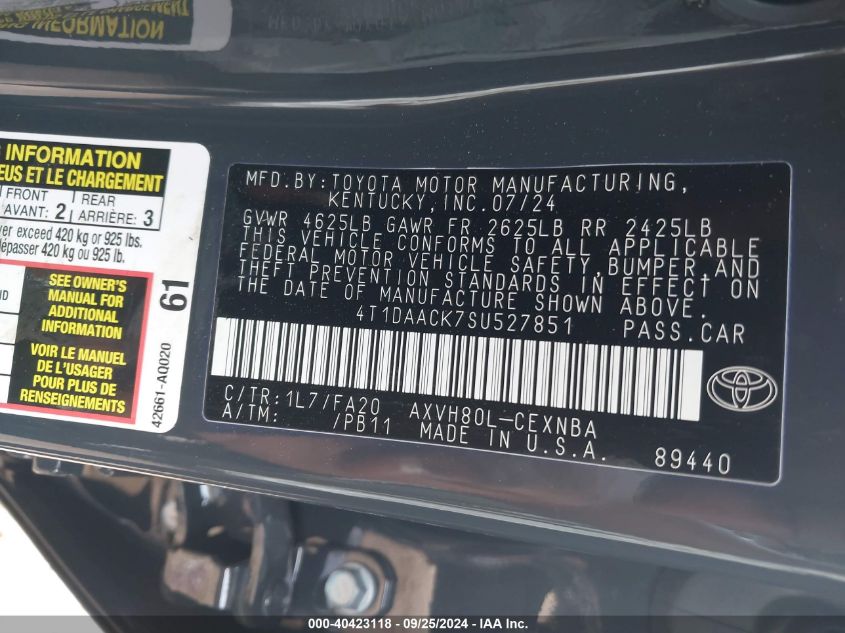 INFORMATION
G INFORMATION
EUS ET LE CHARGEMENT
FRONT REAR
AVANT: 2 ARRIÈRE: 3
ver exceed 420 kg or 925 lbs.
dépasser 420 kg ou 925 lb.
SEE OWNER'S
MANUAL FOR
ADDITIONAL
INFORMATION
VOIR LE MANUEL
DE L'USAGER
POUR PLUS DE
RENSEIGNEMENTS
61
42661-AQ020
MFD.BY:TOYOTA MOTOR MANUFACTURING,
KENTUCKY,INC.07/24
GVWR 4625LB GAWR FR 2625LB RR 2425LB
THIS VEHICLE CONFORMS TO ALL APPLICABLE
FEDERAL MOTOR VEHICLE SAFETY,BUMPER,AND
THEFT PREVENTION STANDARDS IN EFFECT ON
THE DATE OF MANUFACTURE SHOWN ABOVE.
4T1DAACK7SU527851 PASS.CAR
C/TR:1L7/FA20 AXVH80L-CEXNBA
A/TM: /PB11 MADE IN U.S.A.
89440
000-40423118 - 09/25/2024 - IAA Inc.